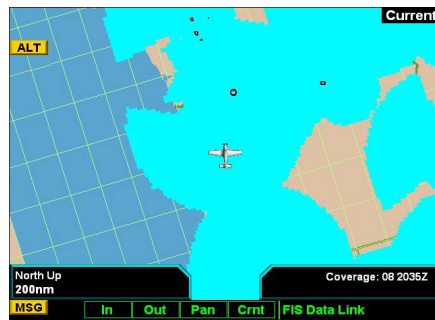 Current
ALT
North Up
200nm
Coverage: 08 2035Z
MSG
In Out Pan Crnt FIS Data Link